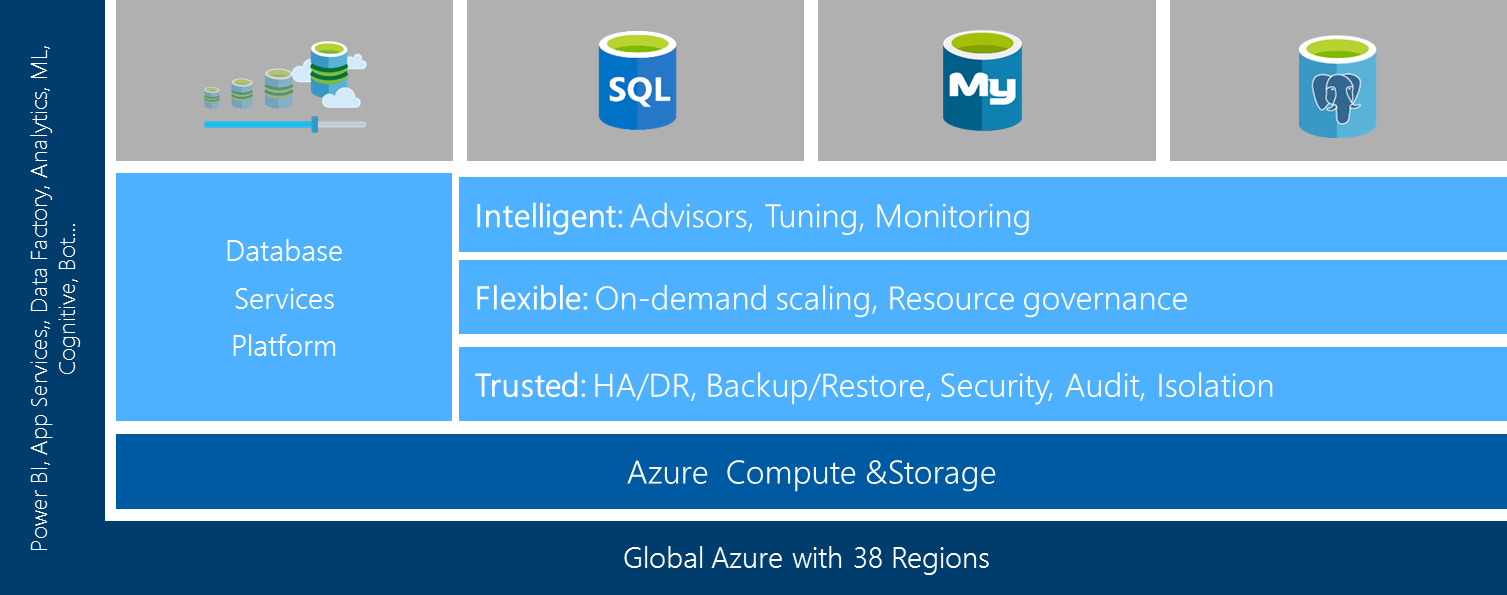 Power BI, App Services,, Data Factory, Analytics, ML,
Cognitive, Bot...
SQL
My
Database
Services
Platform
Intelligent: Advisors, Tuning, Monitoring
Flexible: On-demand scaling, Resource governance
Trusted: HA/DR, Backup/Restore, Security, Audit, Isolation
Azure Compute &Storage
Global Azure with 38 Regions